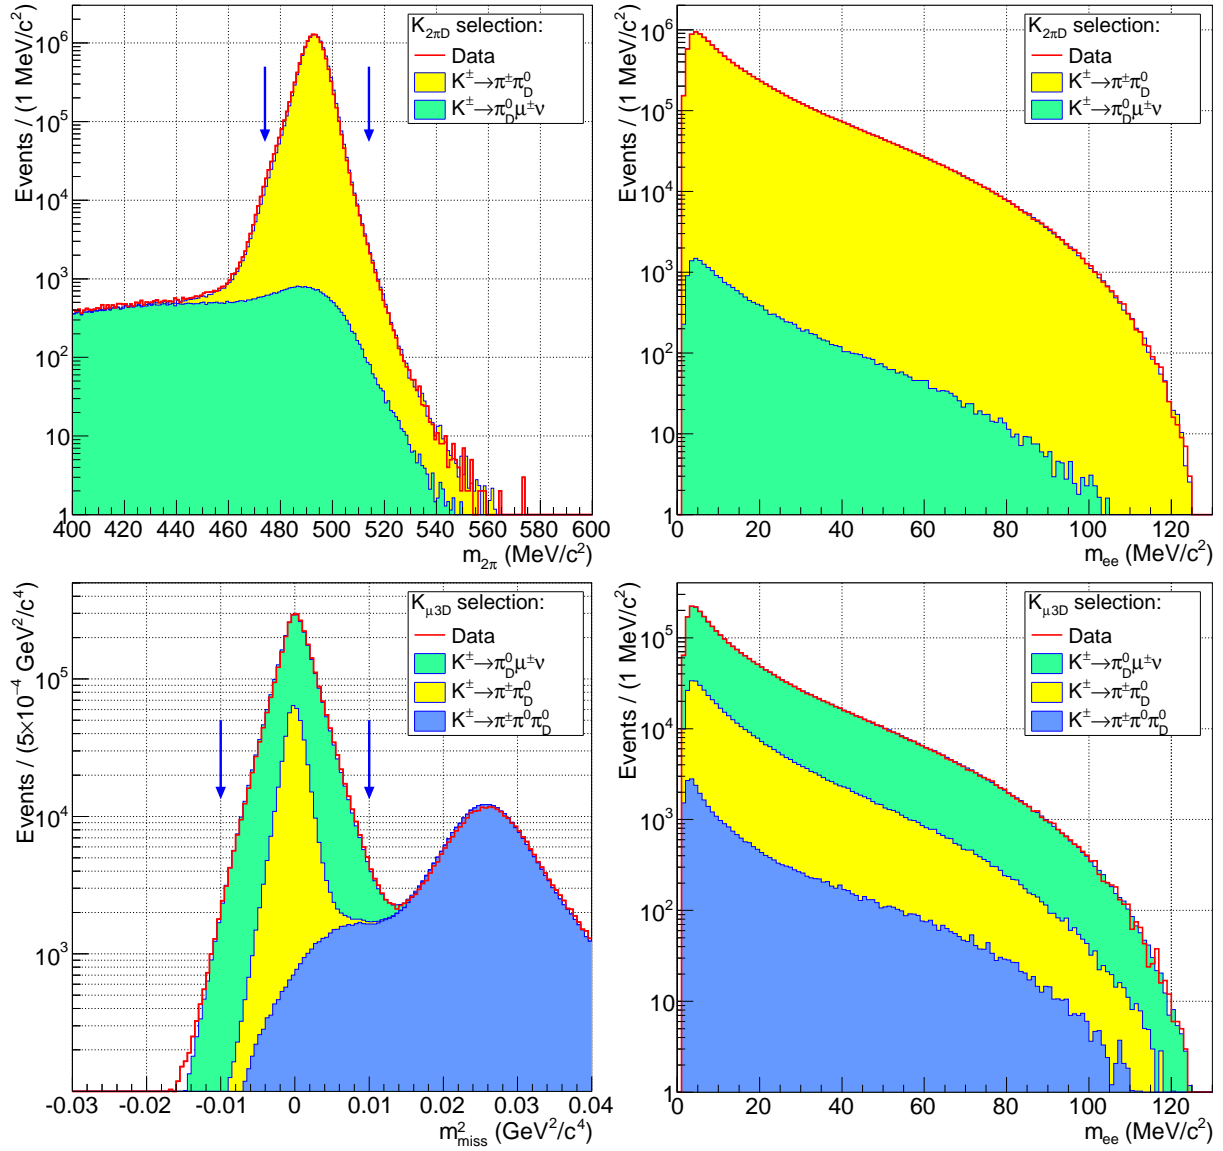 K2πD selection:
Data
K±→π±π0D
K±→π0Dμ±ν
Events / (1 MeV/c2)
106
105
104
103
102
10
1
400 420 440 460 480 500 520 540 560 580 600
m2π (MeV/c2)
K2πD selection:
Data
K±→π±π0D
K±→π0Dμ±ν
Events / (1 MeV/c2)
106
105
104
103
102
10
1
0 20 40 60 80 100 120
mee (MeV/c2)
Kμ3D selection:
Data
K±→π0Dμ±ν
K±→π±π0D
K±→π±π0π0D
Events / (5×10-4 GeV2/c4)
105
104
103
-0.03 -0.02 -0.01 0 0.01 0.02 0.03 0.04
m2miss (GeV2/c4)
Kμ3D selection:
Data
K±→π0Dμ±ν
K±→π±π0D
K±→π±π0π0D
Events / (1 MeV/c2)
105
104
103
102
10
1
0 20 40 60 80 100 120
mee (MeV/c2)